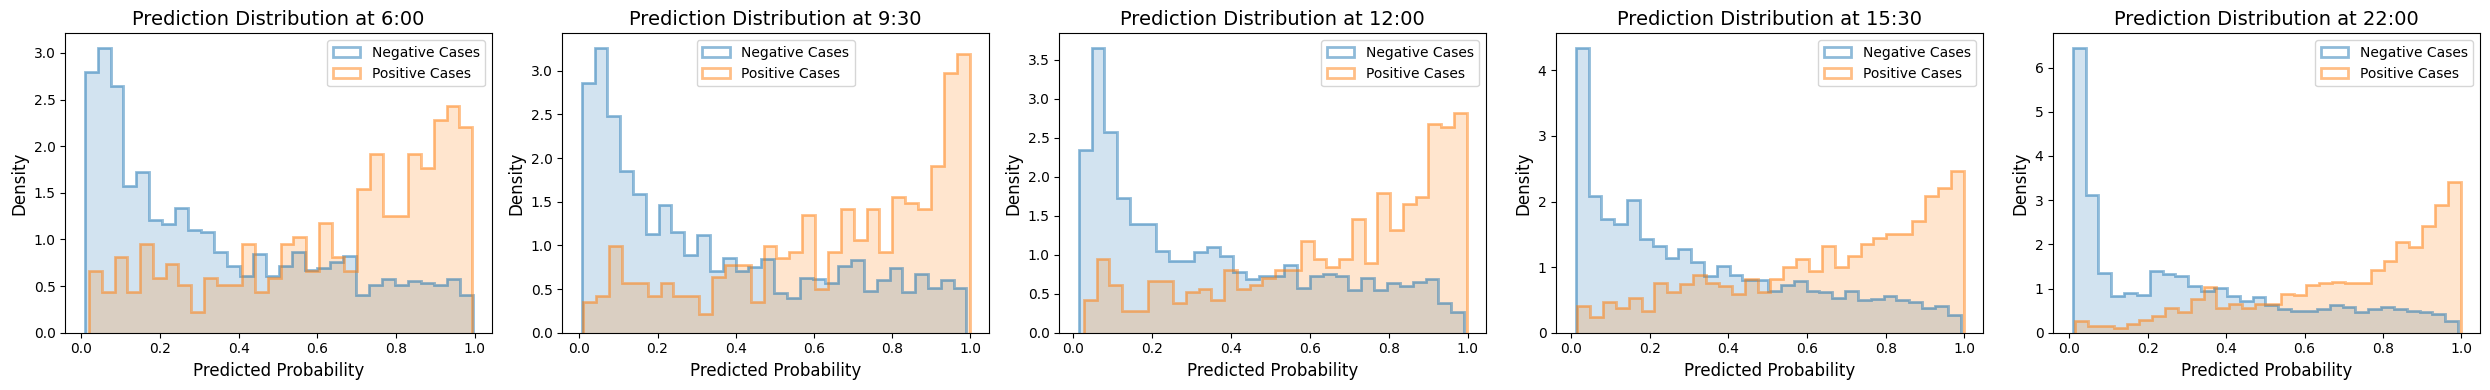 Prediction Distribution at 6:00
Negative Cases
Positive Cases
3.0
2.5
2.0
1.5
1.0
0.5
0.0
Density
0.0 0.2 0.4 0.6 0.8 1.0
Predicted Probability
Prediction Distribution at 9:30
Negative Cases
Positive Cases
3.0
2.5
2.0
1.5
1.0
0.5
0.0
Density
0.0 0.2 0.4 0.6 0.8 1.0
Predicted Probability
Prediction Distribution at 12:00
Negative Cases
Positive Cases
3.5
3.0
2.5
2.0
1.5
1.0
0.5
0.0
Density
0.0 0.2 0.4 0.6 0.8 1.0
Predicted Probability
Prediction Distribution at 15:30
Negative Cases
Positive Cases
4
3
2
1
0
Density
0.0 0.2 0.4 0.6 0.8 1.0
Predicted Probability
Prediction Distribution at 22:00
Negative Cases
Positive Cases
6
5
4
3
2
1
0
Density
0.0 0.2 0.4 0.6 0.8 1.0
Predicted Probability